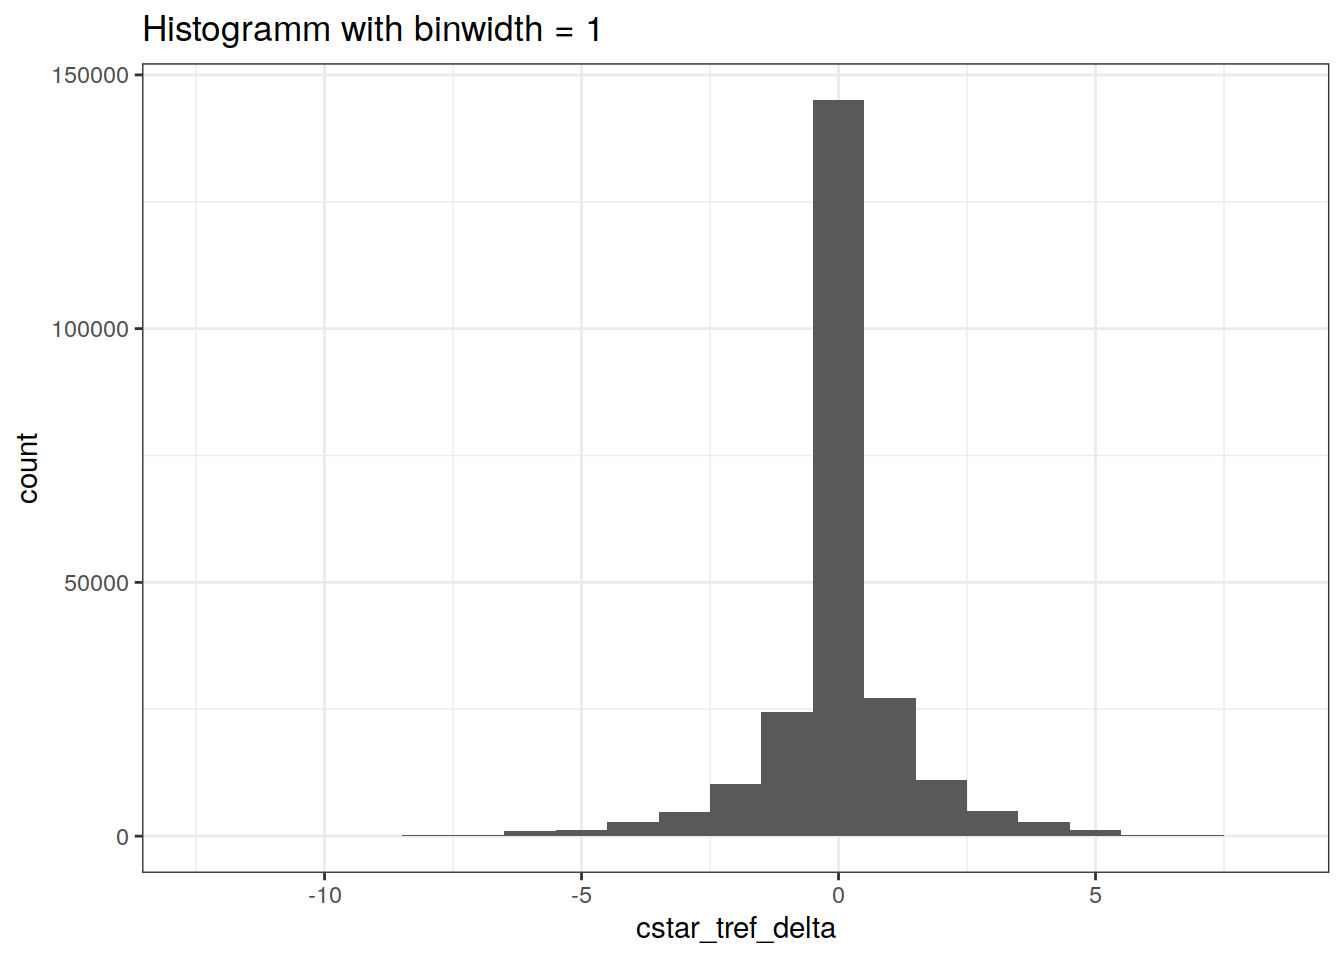 Histogramm with binwidth = 1
150000
100000
50000
0
count
-10
-5
0
5
cstar_tref_delta